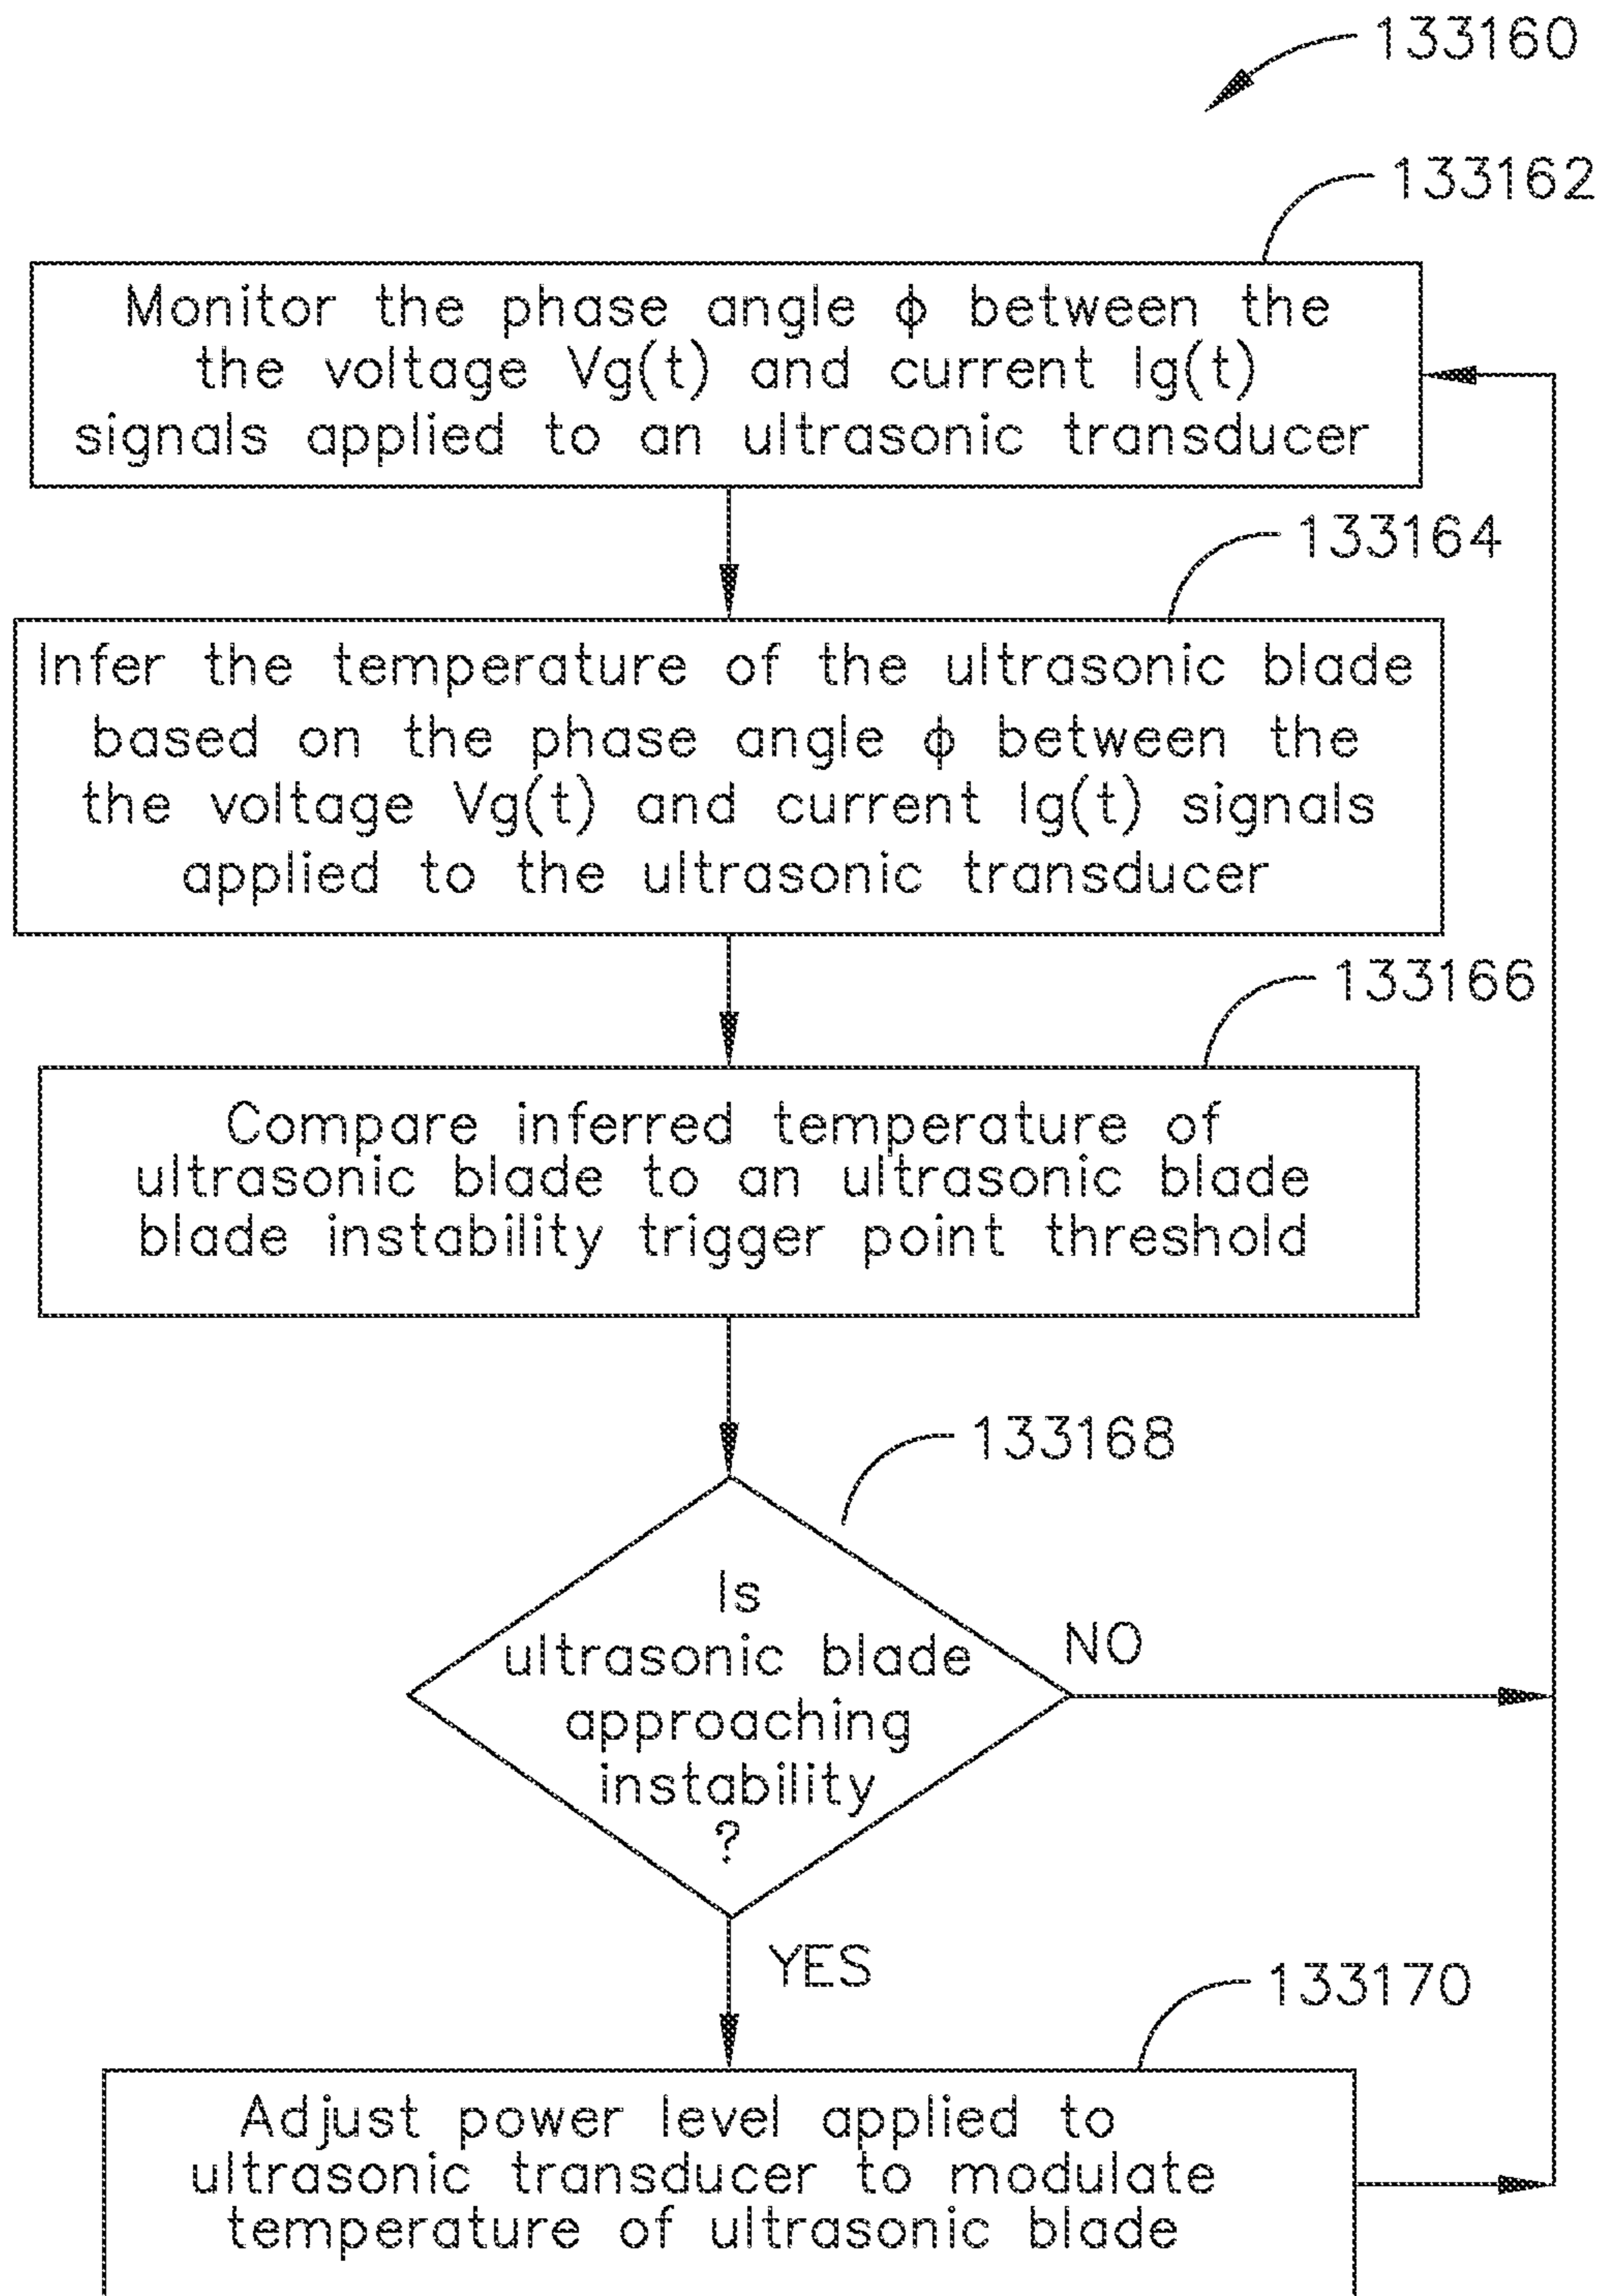 133160
133162
Monitor the phase angle ϕ between the
the voltage Vg(t) and current Ig(t)
signals applied to an ultrasonic transducer
133164
Infer the temperature of the ultrasonic blade
based on the phase angle ϕ between the
the voltage Vg(t) and current Ig(t) signals
applied to the ultrasonic transducer
133166
Compare inferred temperature of
ultrasonic blade to an ultrasonic blade
blade instability trigger point threshold
133168
Is
ultrasonic blade
approaching
instability
?
NO
YES
133170
Adjust power level applied to
ultrasonic transducer to modulate
temperature of ultrasonic blade